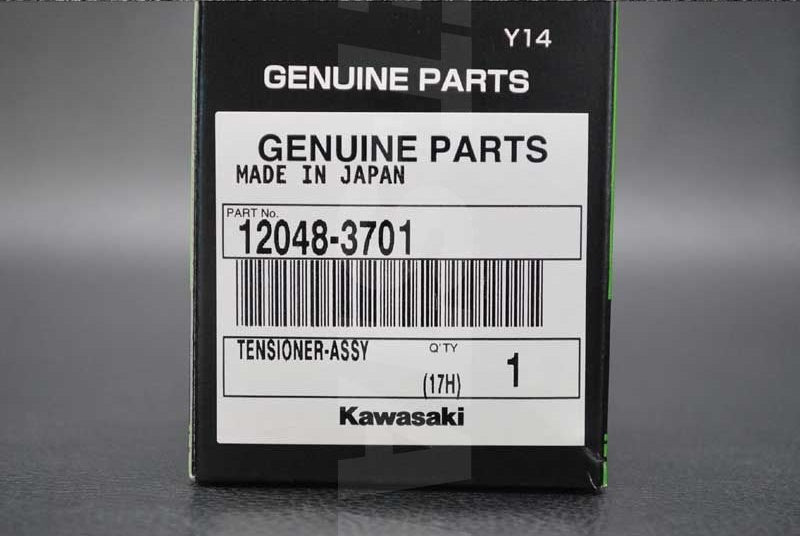 Y14
GENUINE PARTS
GENUINE PARTS
MADE IN JAPAN
PART No.
12048-3701
TENSIONER-ASSY
Q'TY
1
(17H)
Kawasaki